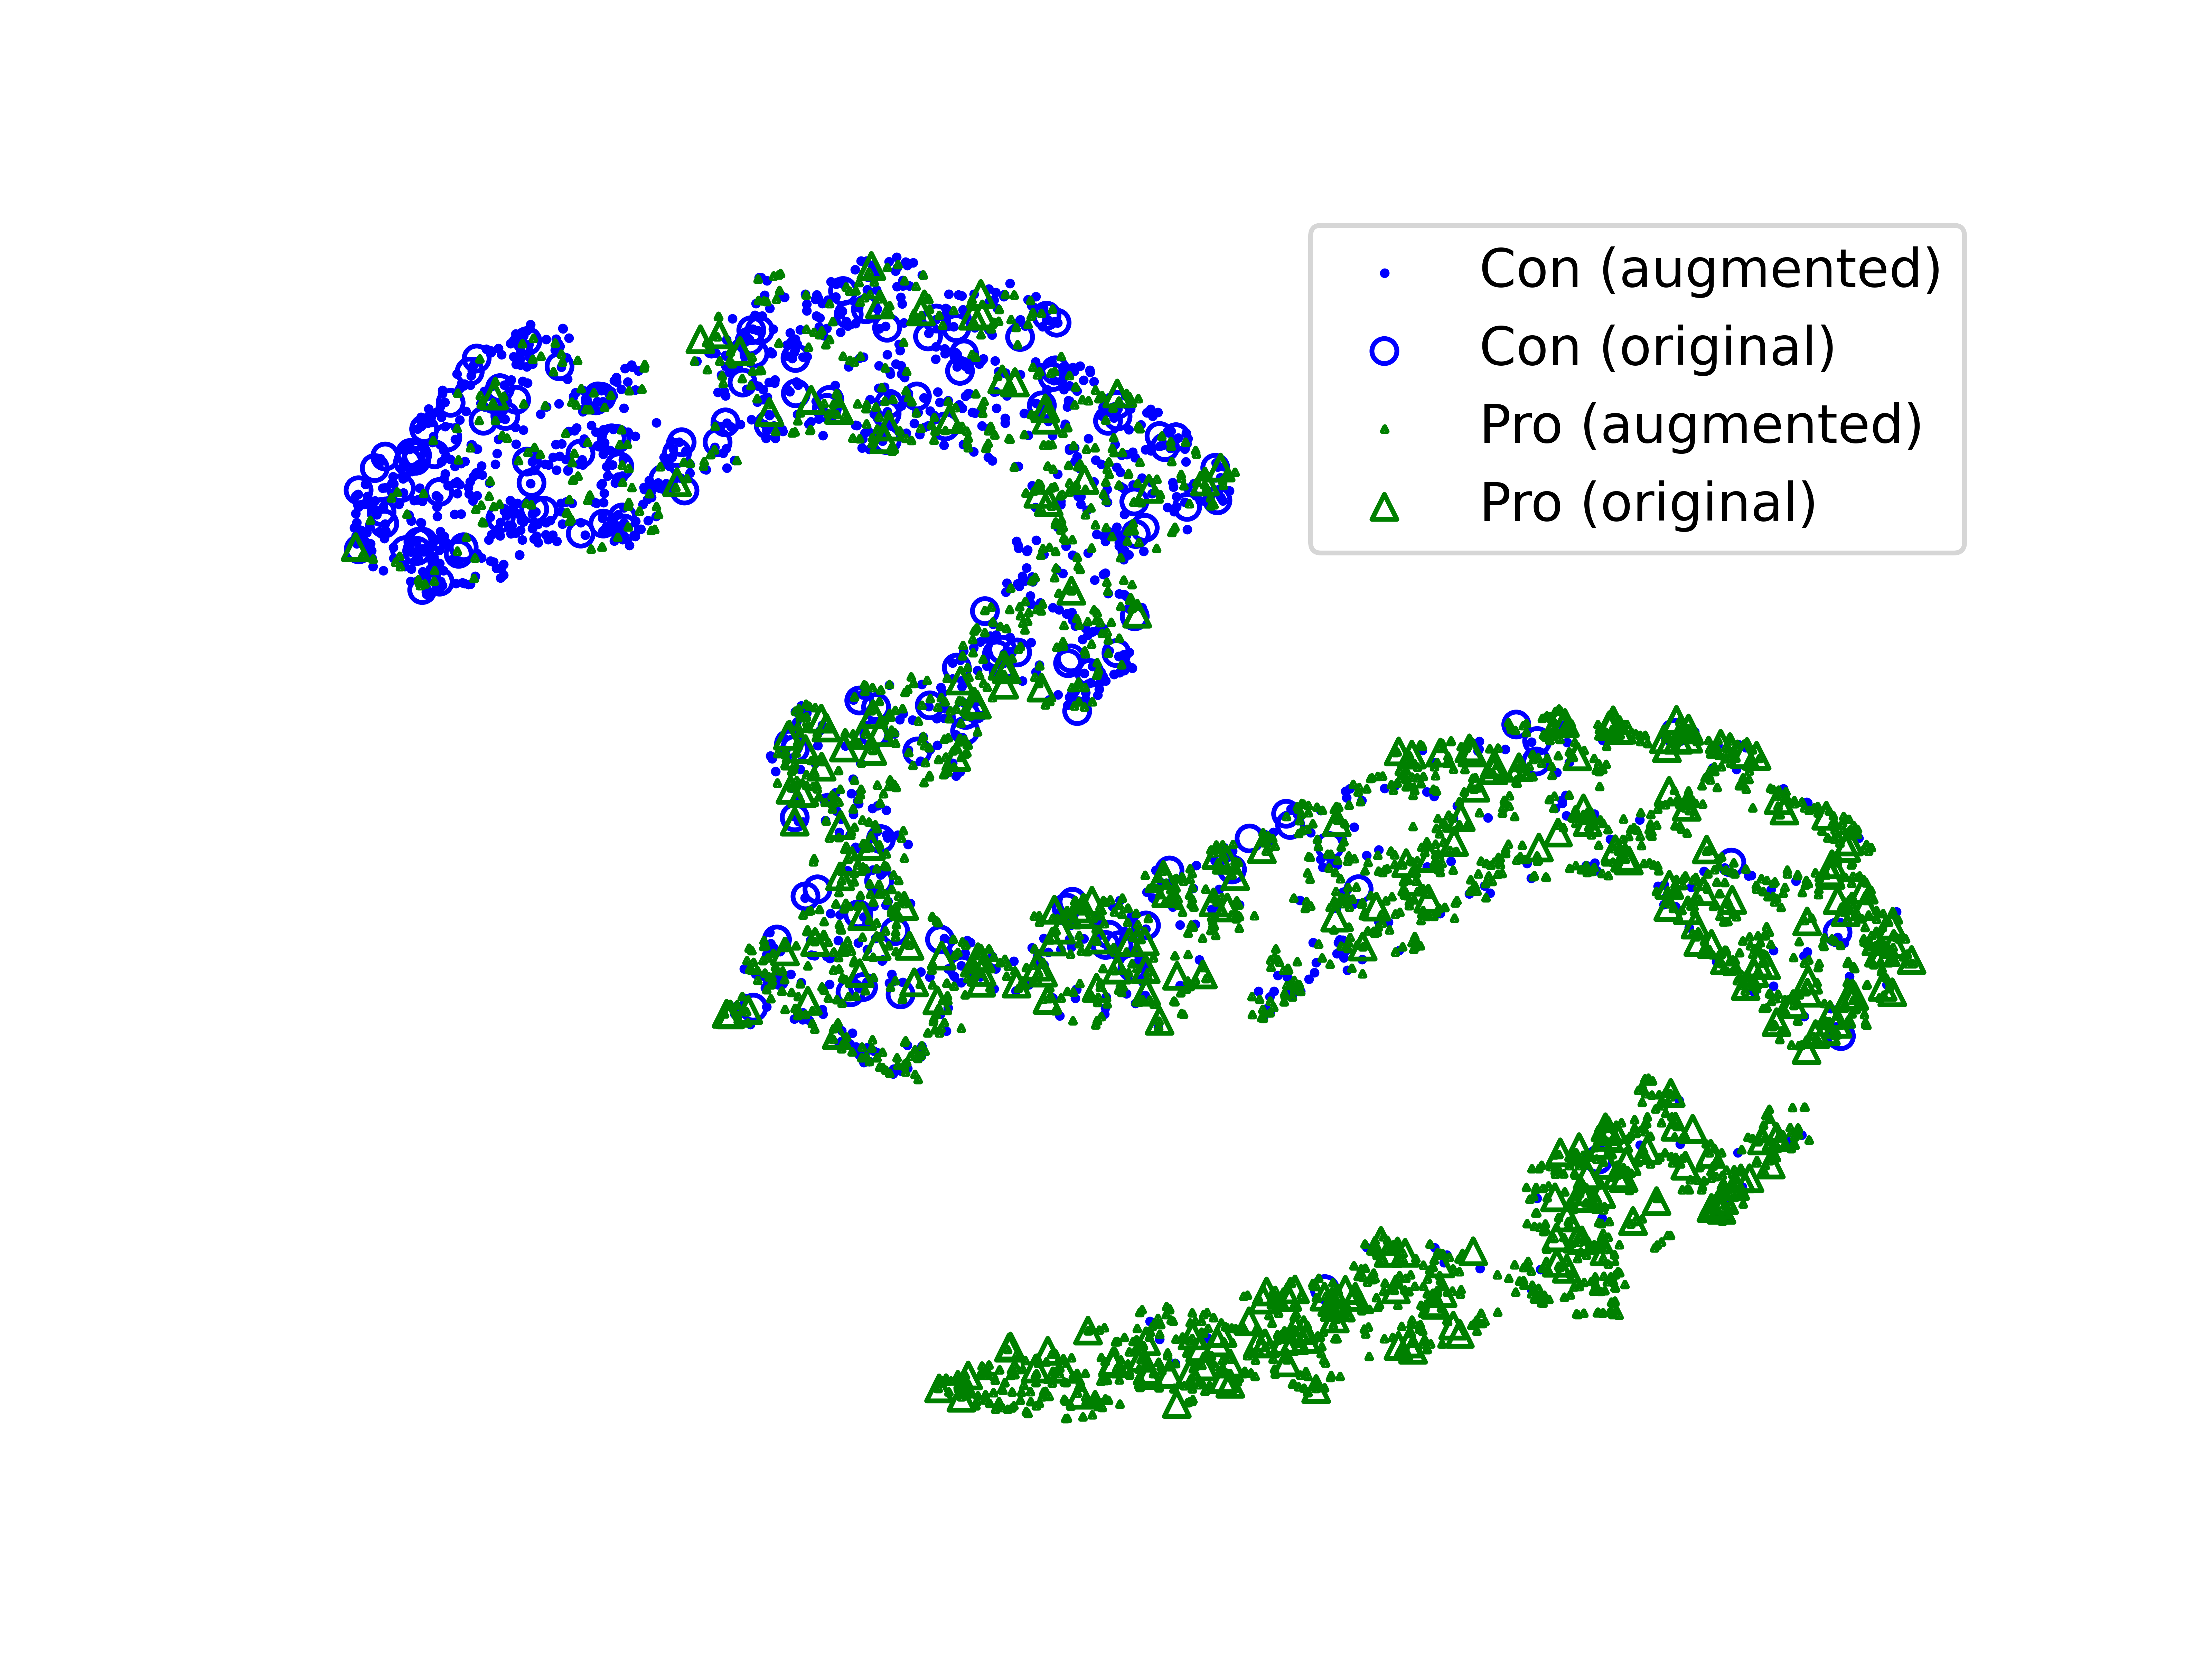 Con (augmented)
Con (original)
Pro (augmented)
Pro (original)